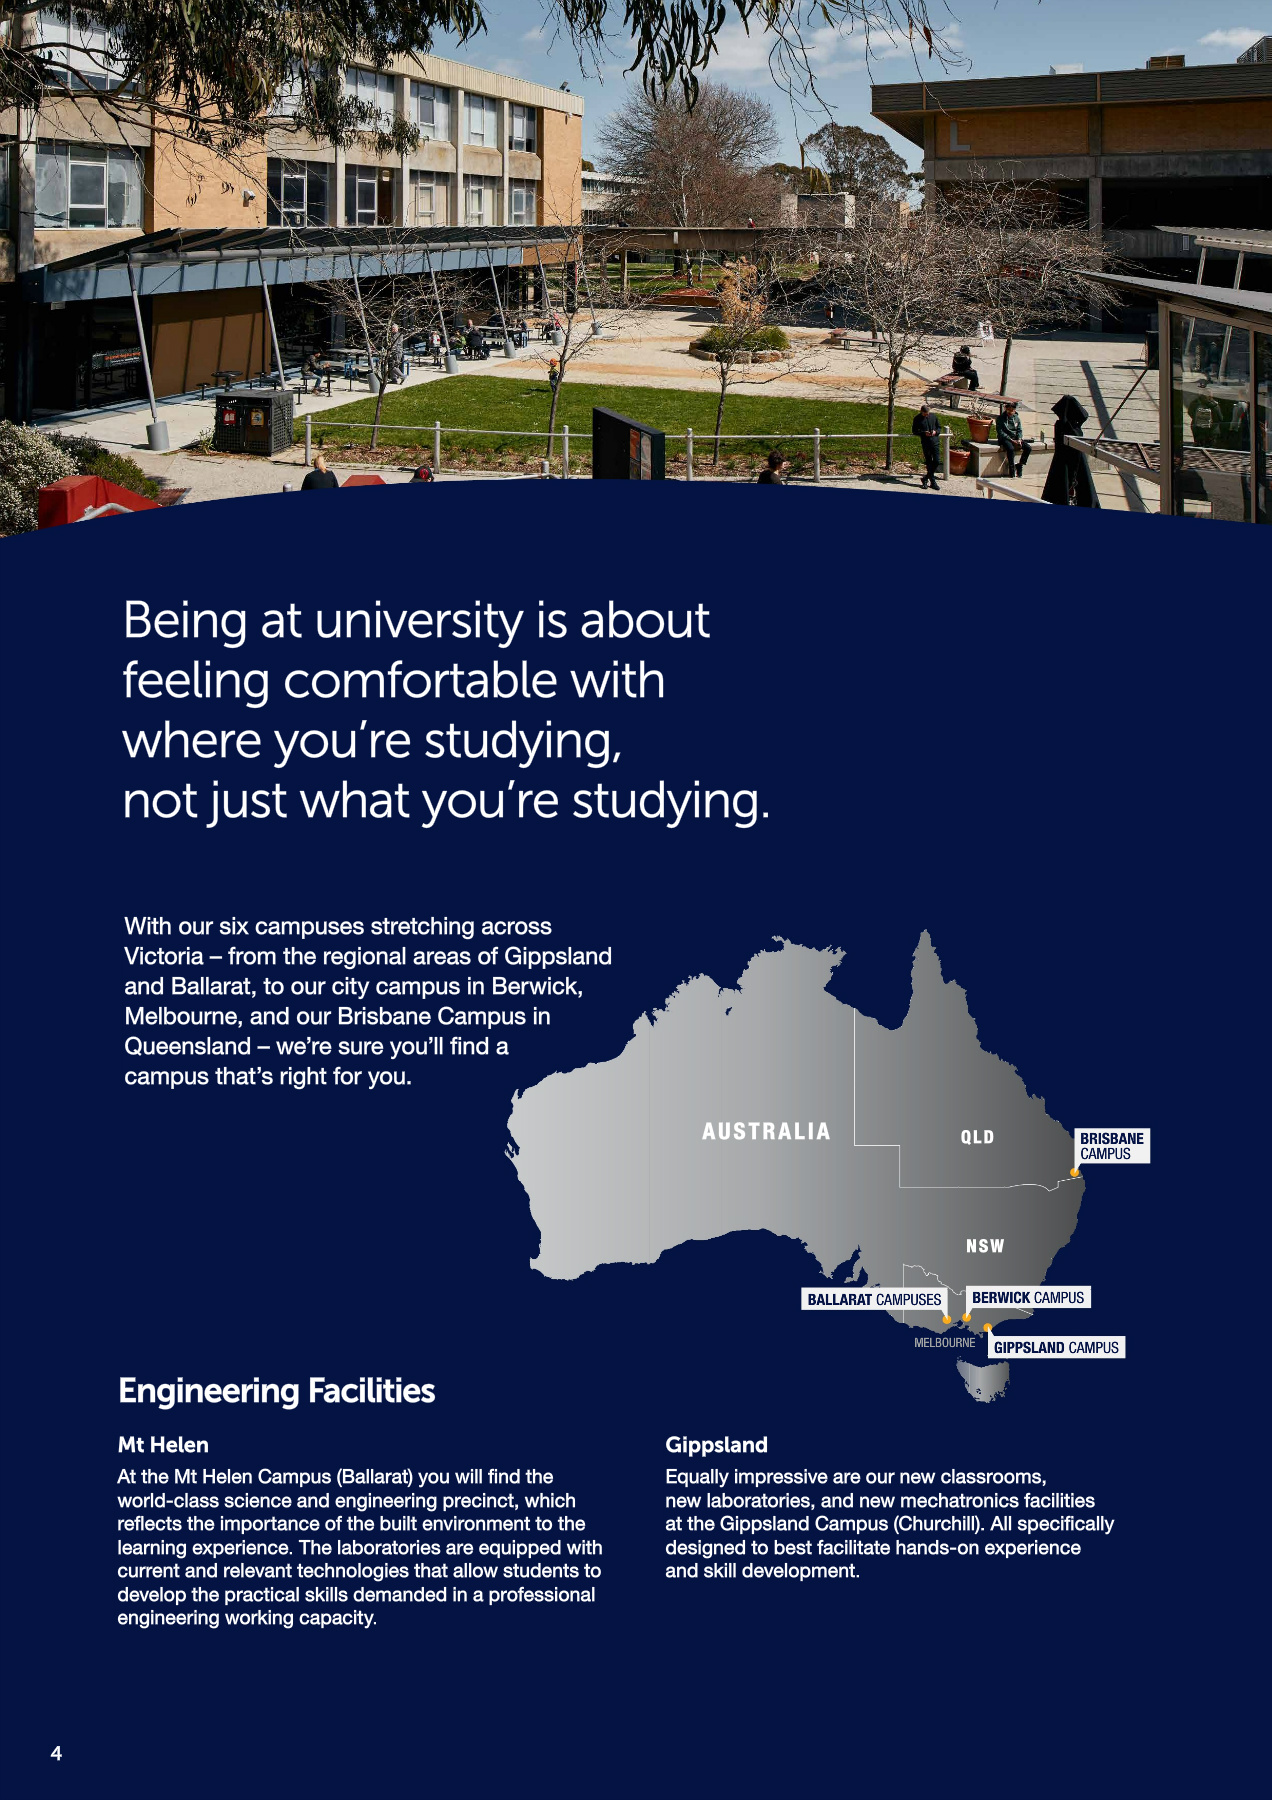 L
Being at university is about
feeling comfortable with
where you're studying,
not just what you're studying.
With our six campuses stretching across
Victoria – from the regional areas of Gippsland
and Ballarat, to our city campus in Berwick,
Melbourne, and our Brisbane Campus in
Queensland – we're sure you'll find a
campus that's right for you.
AUSTRALIA
QLD
BRISBANE
CAMPUS
NSW
BALLARAT CAMPUSES
BERWICK CAMPUS
MELBOURNE
GIPPSLAND CAMPUS
Engineering Facilities
Mt Helen
At the Mt Helen Campus (Ballarat) you will find the
world-class science and engineering precinct, which
reflects the importance of the built environment to the
learning experience. The laboratories are equipped with
current and relevant technologies that allow students to
develop the practical skills demanded in a professional
engineering working capacity.
Gippsland
Equally impressive are our new classrooms,
new laboratories, and new mechatronics facilities
at the Gippsland Campus (Churchill). All specifically
designed to best facilitate hands-on experience
and skill development.
4